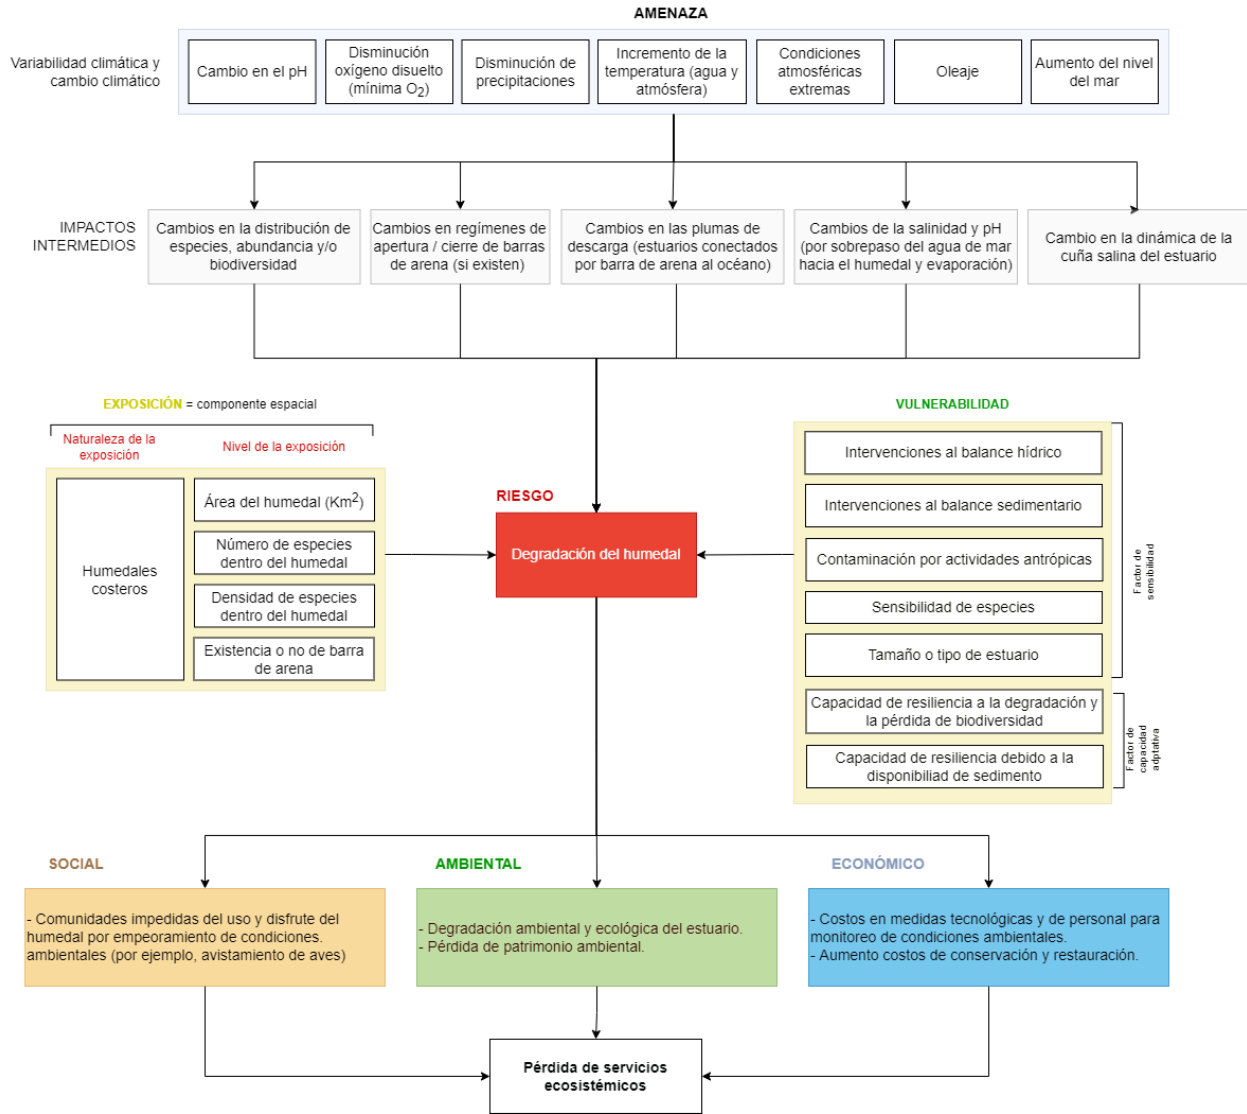 AMENAZA
Variabilidad climática y
cambio climático
Cambio en el pH
Disminución
oxígeno disuelto
(mínima O2)
Disminución de
precipitaciones
Incremento de la
temperatura (agua y
atmósfera)
Condiciones
atmosféricas
extremas
Oleaje
Aumento del nivel
del mar
IMPACTOS
INTERMEDIOS
Cambios en la distribución de
especies, abundancia y/o
biodiversidad
Cambios en regímenes de
apertura / cierre de barras
de arena (si existen)
Cambios en las plumas de
descarga (estuarios conectados
por barra de arena al océano)
Cambios de la salinidad y pH
(por sobrepaso del agua de mar
hacia el humedal y evaporación)
Cambio en la dinámica de la
cuña salina del estuario
EXPOSICIÓN = componente espacial
Naturaleza de la
exposición
Nivel de la exposición
Humedales
costeros
Área del humedal (Km2)
Número de especies
dentro del humedal
Densidad de especies
dentro del humedal
Existencia o no de barra
de arena
RIESGO
Degradación del humedal
VULNERABILIDAD
Intervenciones al balance hídrico
Intervenciones al balance sedimentario
Contaminación por actividades antrópicas
Sensibilidad de especies
Tamaño o tipo de estuario
Factor de
sensibilidad
Capacidad de resiliencia a la degradación y
la pérdida de biodiversidad
Capacidad de resiliencia debido a la
disponibiliad de sedimento
Factor de
capacidad
adptativa
SOCIAL
- Comunidades impedidas del uso y disfrute del
humedal por empeoramiento de condiciones.
ambientales (por ejemplo, avistamiento de aves)
AMBIENTAL
- Degradación ambiental y ecológica del estuario.
- Pérdida de patrimonio ambiental.
ECONÓMICO
- Costos en medidas tecnológicas y de personal para
monitoreo de condiciones ambientales.
- Aumento costos de conservación y restauración.
Pérdida de servicios
ecosistémicos